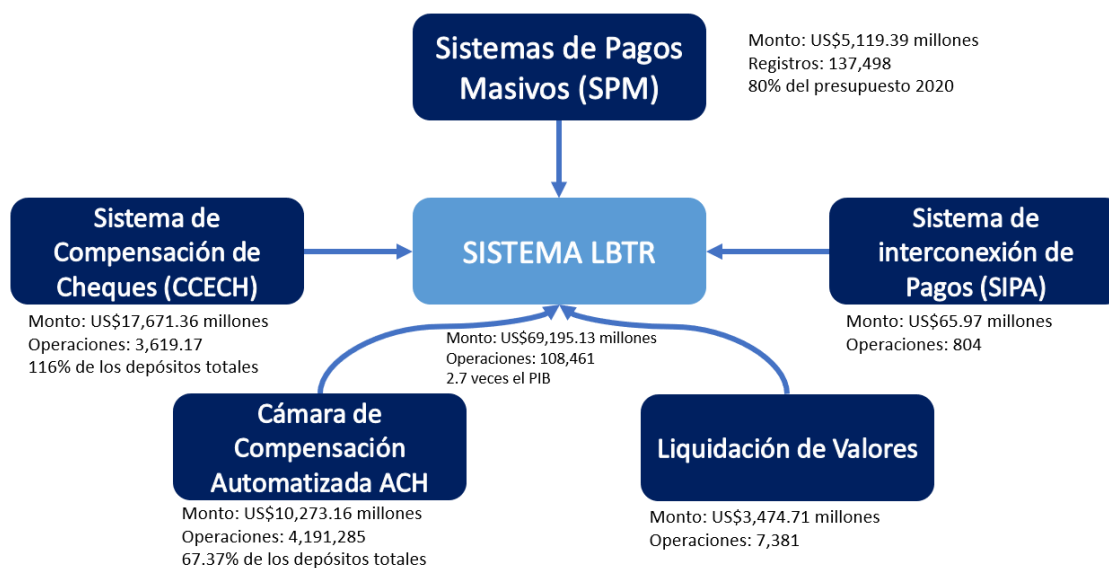 Sistemas de Pagos
Masivos (SPM)
Monto: US$5,119.39 millones
Registros: 137,498
80% del presupuesto 2020
Sistema de
Compensación de
Cheques (CCECH)
Monto: US$17,671.36 millones
Operaciones: 3,619.17
116% de los depósitos totales
SISTEMA LBTR
Monto: US$69,195.13 millones
Operaciones: 108,461
2.7 veces el PIB
Sistema de
interconexión de
Pagos (SIPA)
Monto: US$65.97 millones
Operaciones: 804
Cámara de
Compensación
Automatizada ACH
Monto: US$10,273.16 millones
Operaciones: 4,191,285
67.37% de los depósitos totales
Liquidación de Valores
Monto: US$3,474.71 millones
Operaciones: 7,381